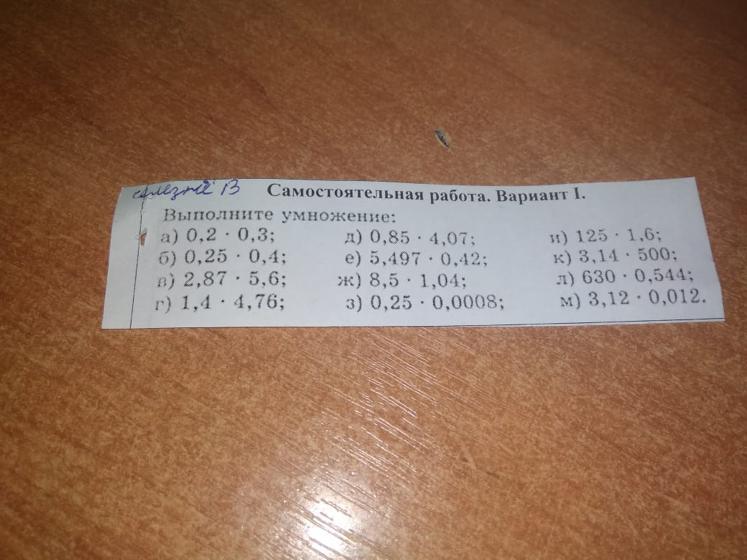 Самостоятельная работа. Вариант I.
Выполните умножение:
а) 0,2 · 0,3; д) 0,85 · 4,07; и) 125 · 1,6;
б) 0,25 · 0,4; е) 5,497 · 0,42; к) 3,14 · 500;
в) 2,87 · 5,6; ж) 8,5 · 1,04; л) 630 · 0,544;
г) 1,4 · 4,76; з) 0,25 · 0,0008; м) 3,12 · 0,012.